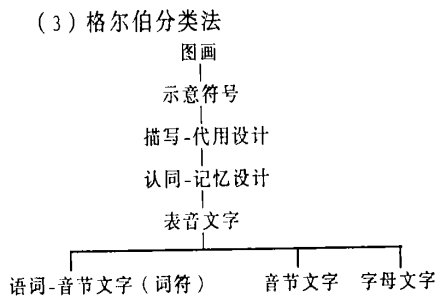 (3)格尔伯分类法
图画
示意符号
描写-代用设计
认同-记忆设计
表音文字
语词-音节文字(词符) 音节文字 字母文字